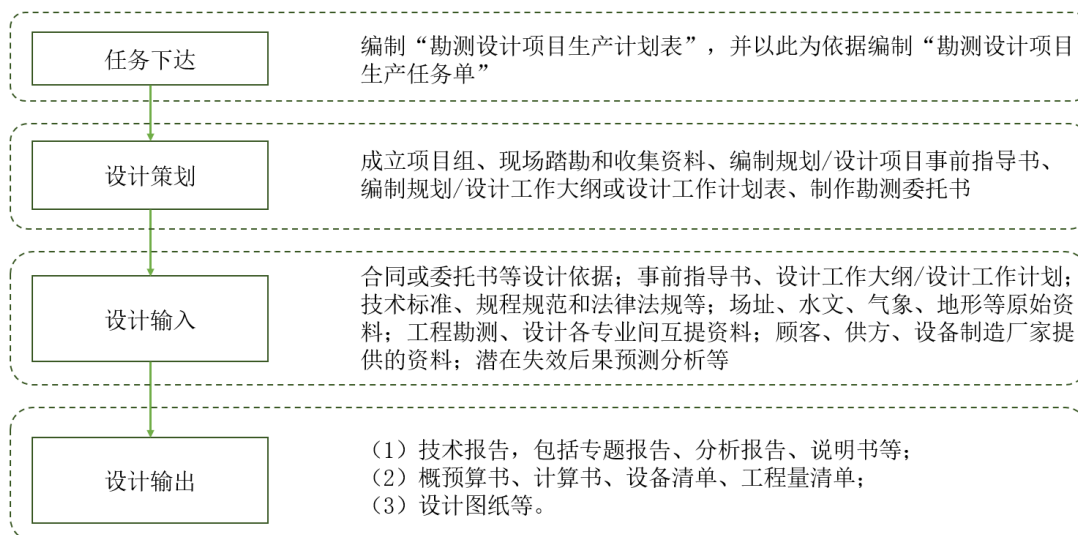 任务下达
编制“勘测设计项目生产计划表”，并以此为依据编制“勘测设计项目
生产任务单”
设计策划
成立项目组、现场踏勘和收集资料、编制规划/设计项目事前指导书、
编制规划/设计工作大纲或设计工作计划表、制作勘测委托书
设计输入
合同或委托书等设计依据；事前指导书、设计工作大纲/设计工作计划；
技术标准、规程规范和法律法规等；场址、水文、气象、地形等原始资
料；工程勘测、设计各专业间互提资料；顾客、供方、设备制造厂家提
供的资料；潜在失效后果预测分析等
设计输出
（1）技术报告，包括专题报告、分析报告、说明书等；
（2）概预算书、计算书、设备清单、工程量清单；
（3）设计图纸等。